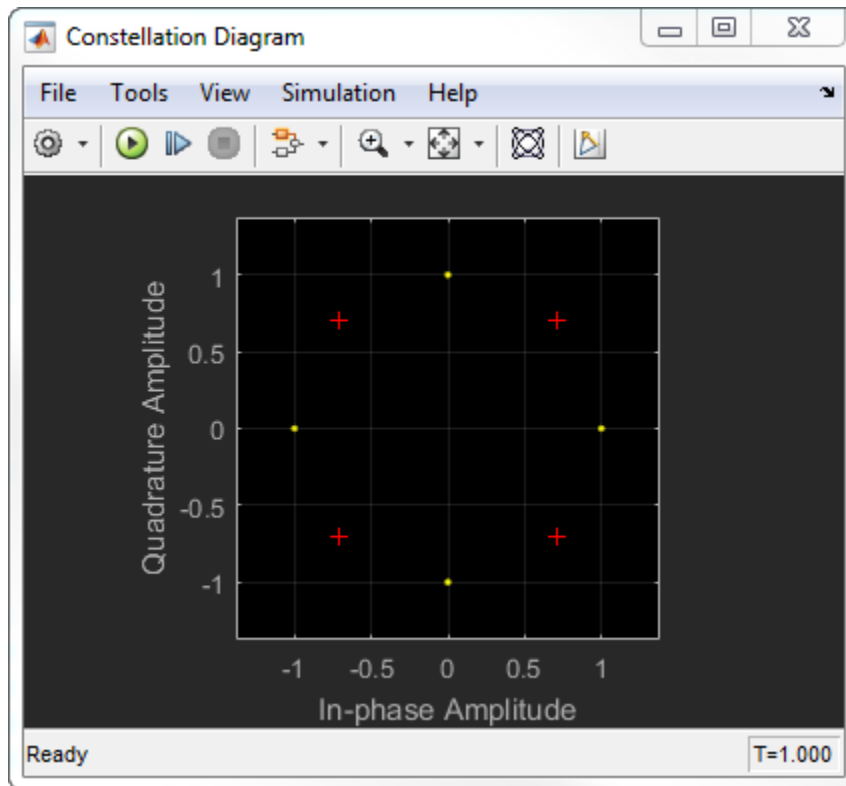 Constellation Diagram
File Tools View Simulation Help
1
0.5
0
-0.5
-1
Quadrature Amplitude
-1 -0.5 0 0.5 1
In-phase Amplitude
Ready T=1.000